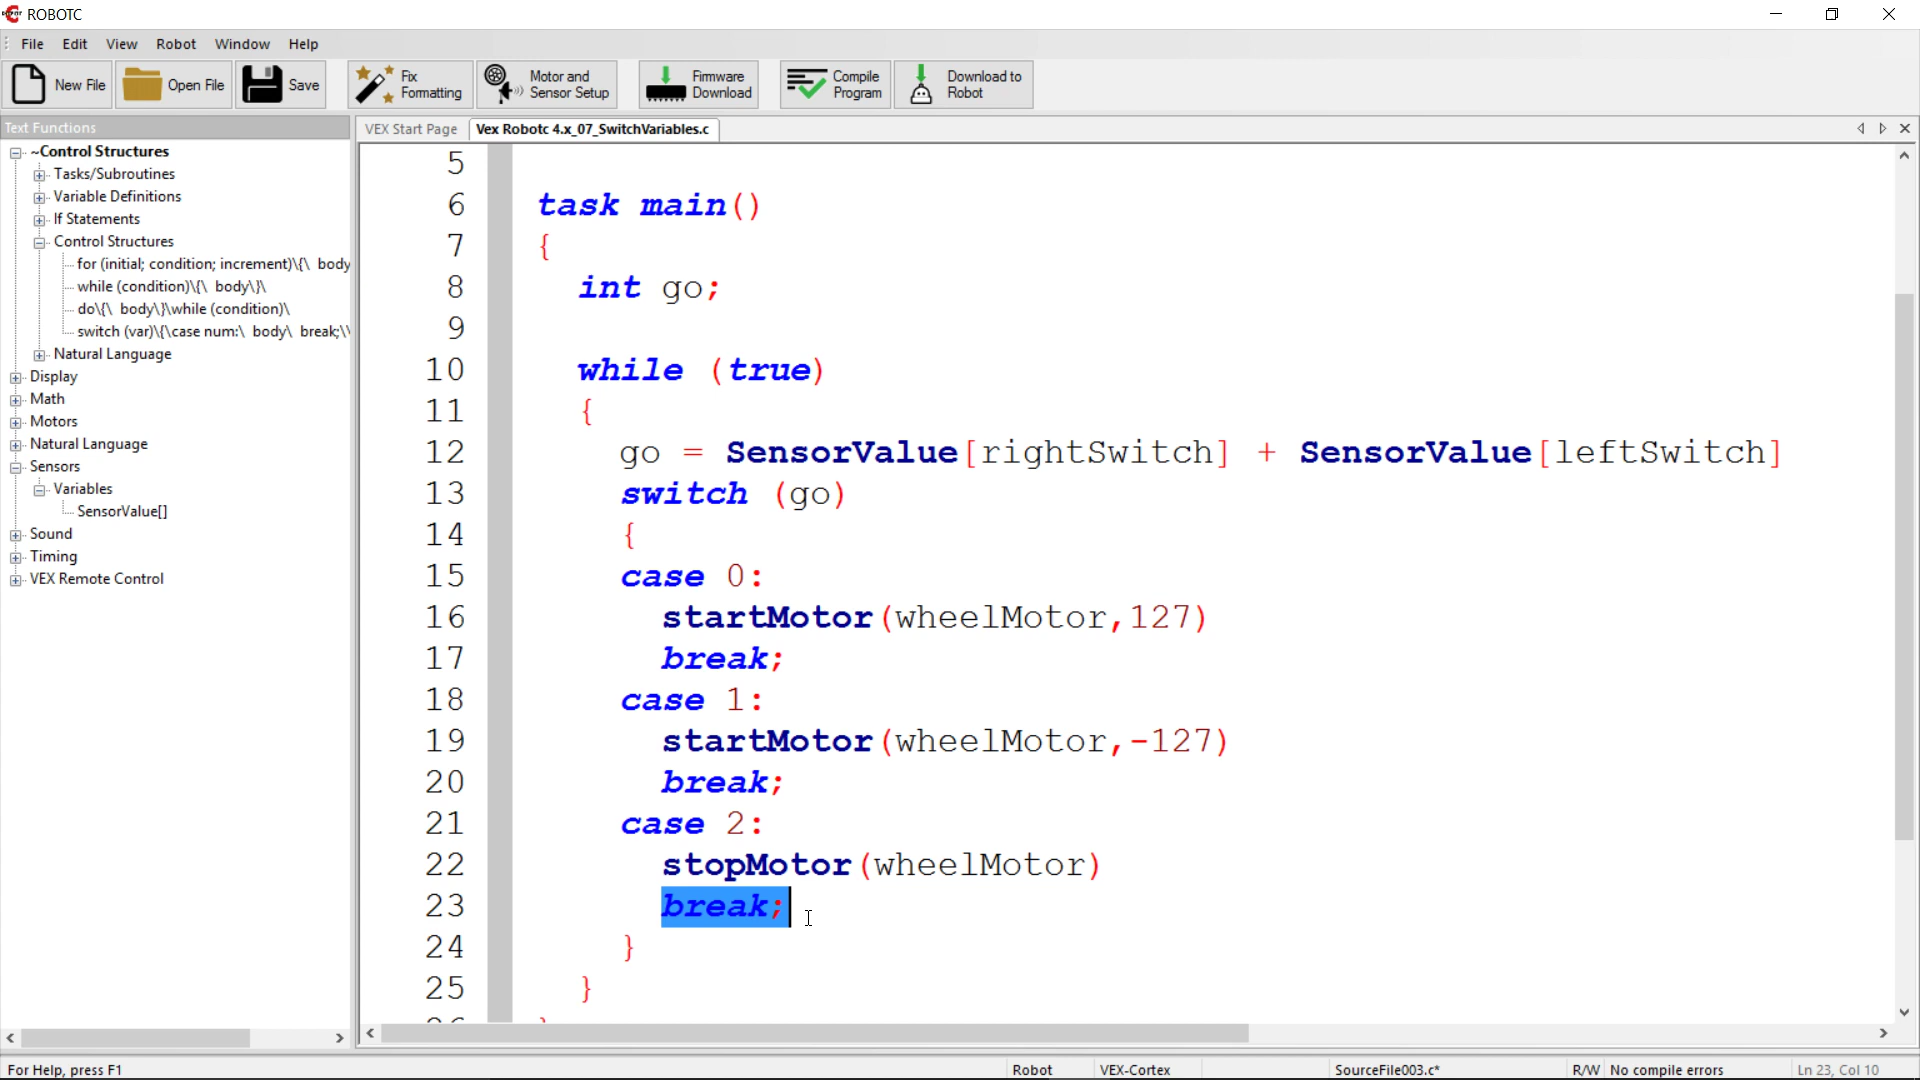 ROBOTC
File Edit View Robot Window Help
New File Open File Save Fix Formatting Motor and Sensor Setup Firmware Download Compile Program Download to Robot
Text Functions
~Control Structures
Tasks/Subroutines
Variable Definitions
If Statements
Control Structures
for (initial; condition; increment)\{\ body
while (condition)\{\ body\}\
do\{\ body\}\while (condition)\
switch (var)\{\case num:\ body\ break;\
Natural Language
Display
Math
Motors
Natural Language
Sensors
Variables
SensorValue[]
Sound
Timing
VEX Remote Control
VEX Start Page Vex Robotc 4.x_07_SwitchVariables.c
5
6 task main()
7 {
8 int go;
9
10 while (true)
11 {
12 go = SensorValue[rightSwitch] + SensorValue[leftSwitch]
13 switch (go)
14 {
15 case 0:
16 startMotor(wheelMotor,127)
17 break;
18 case 1:
19 startMotor(wheelMotor,-127)
20 break;
21 case 2:
22 stopMotor(wheelMotor)
23 break;
24 }
25 }
For Help, press F1 Robot VEX-Cortex SourceFile003.c* R/W No compile errors Ln 23, Col 10